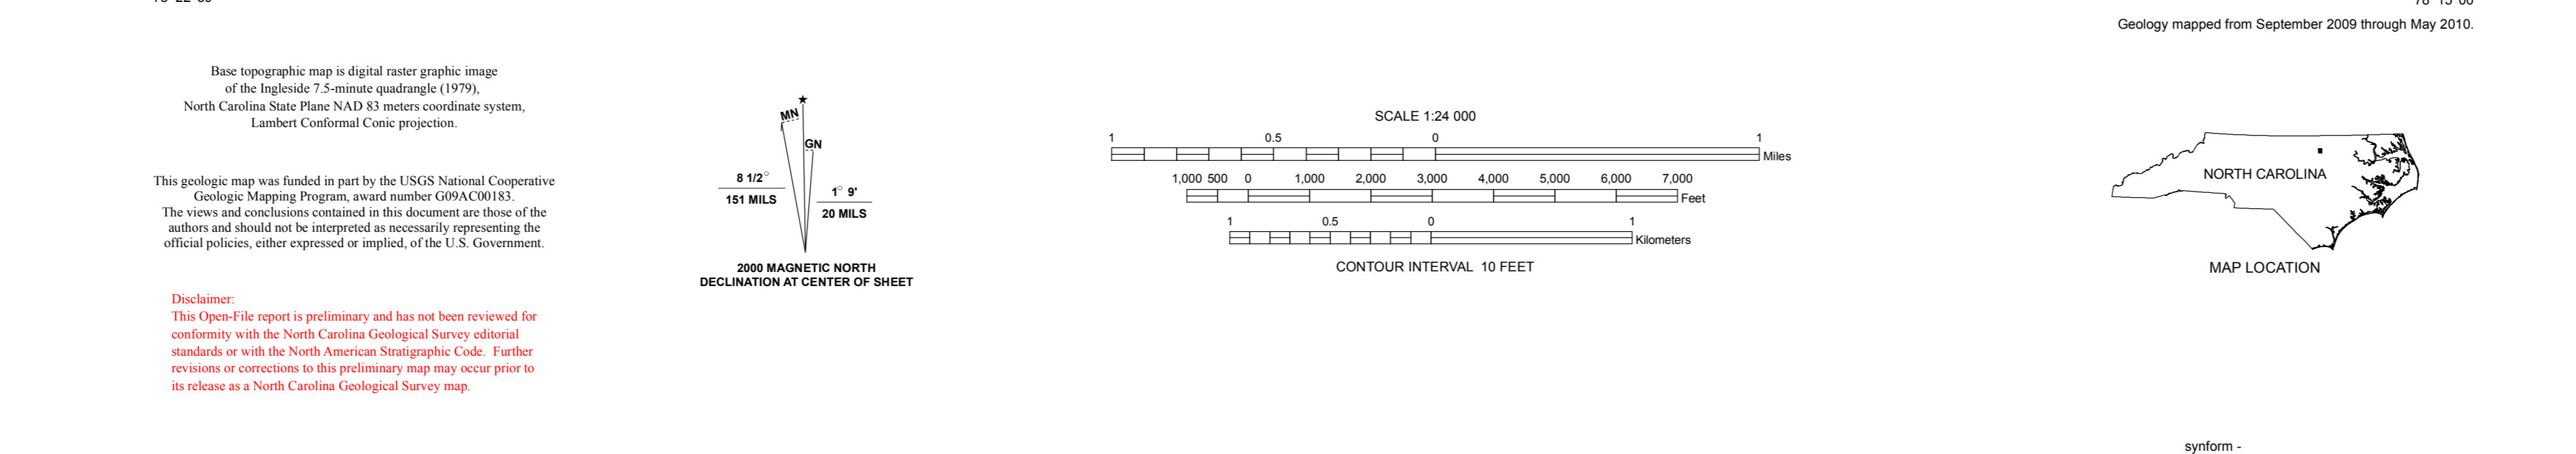 Geology mapped from September 2009 through May 2010.
Base topographic map is digital raster graphic image
of the Ingleside 7.5-minute quadrangle (1979),
North Carolina State Plane NAD 83 meters coordinate system,
Lambert Conformal Conic projection.
This geologic map was funded in part by the USGS National Cooperative
Geologic Mapping Program, award number G09AC00183.
The views and conclusions contained in this document are those of the
authors and should not be interpreted as necessarily representing the
official policies, either expressed or implied, of the U.S. Government.
Disclaimer:
This Open-File report is preliminary and has not been reviewed for
conformity with the North Carolina Geological Survey editorial
standards or with the North American Stratigraphic Code.  Further
revisions or corrections to this preliminary map may occur prior to
its release as a North Carolina Geological Survey map.
MN
GN
8 1/2°
151 MILS
1° 9'
20 MILS
2000 MAGNETIC NORTH
DECLINATION AT CENTER OF SHEET
SCALE 1:24 000
1 0.5 0 1
Miles
1,000 500 0 1,000 2,000 3,000 4,000 5,000 6,000 7,000
Feet
1 0.5 0 1
Kilometers
CONTOUR INTERVAL  10 FEET
NORTH CAROLINA
MAP LOCATION
synform -